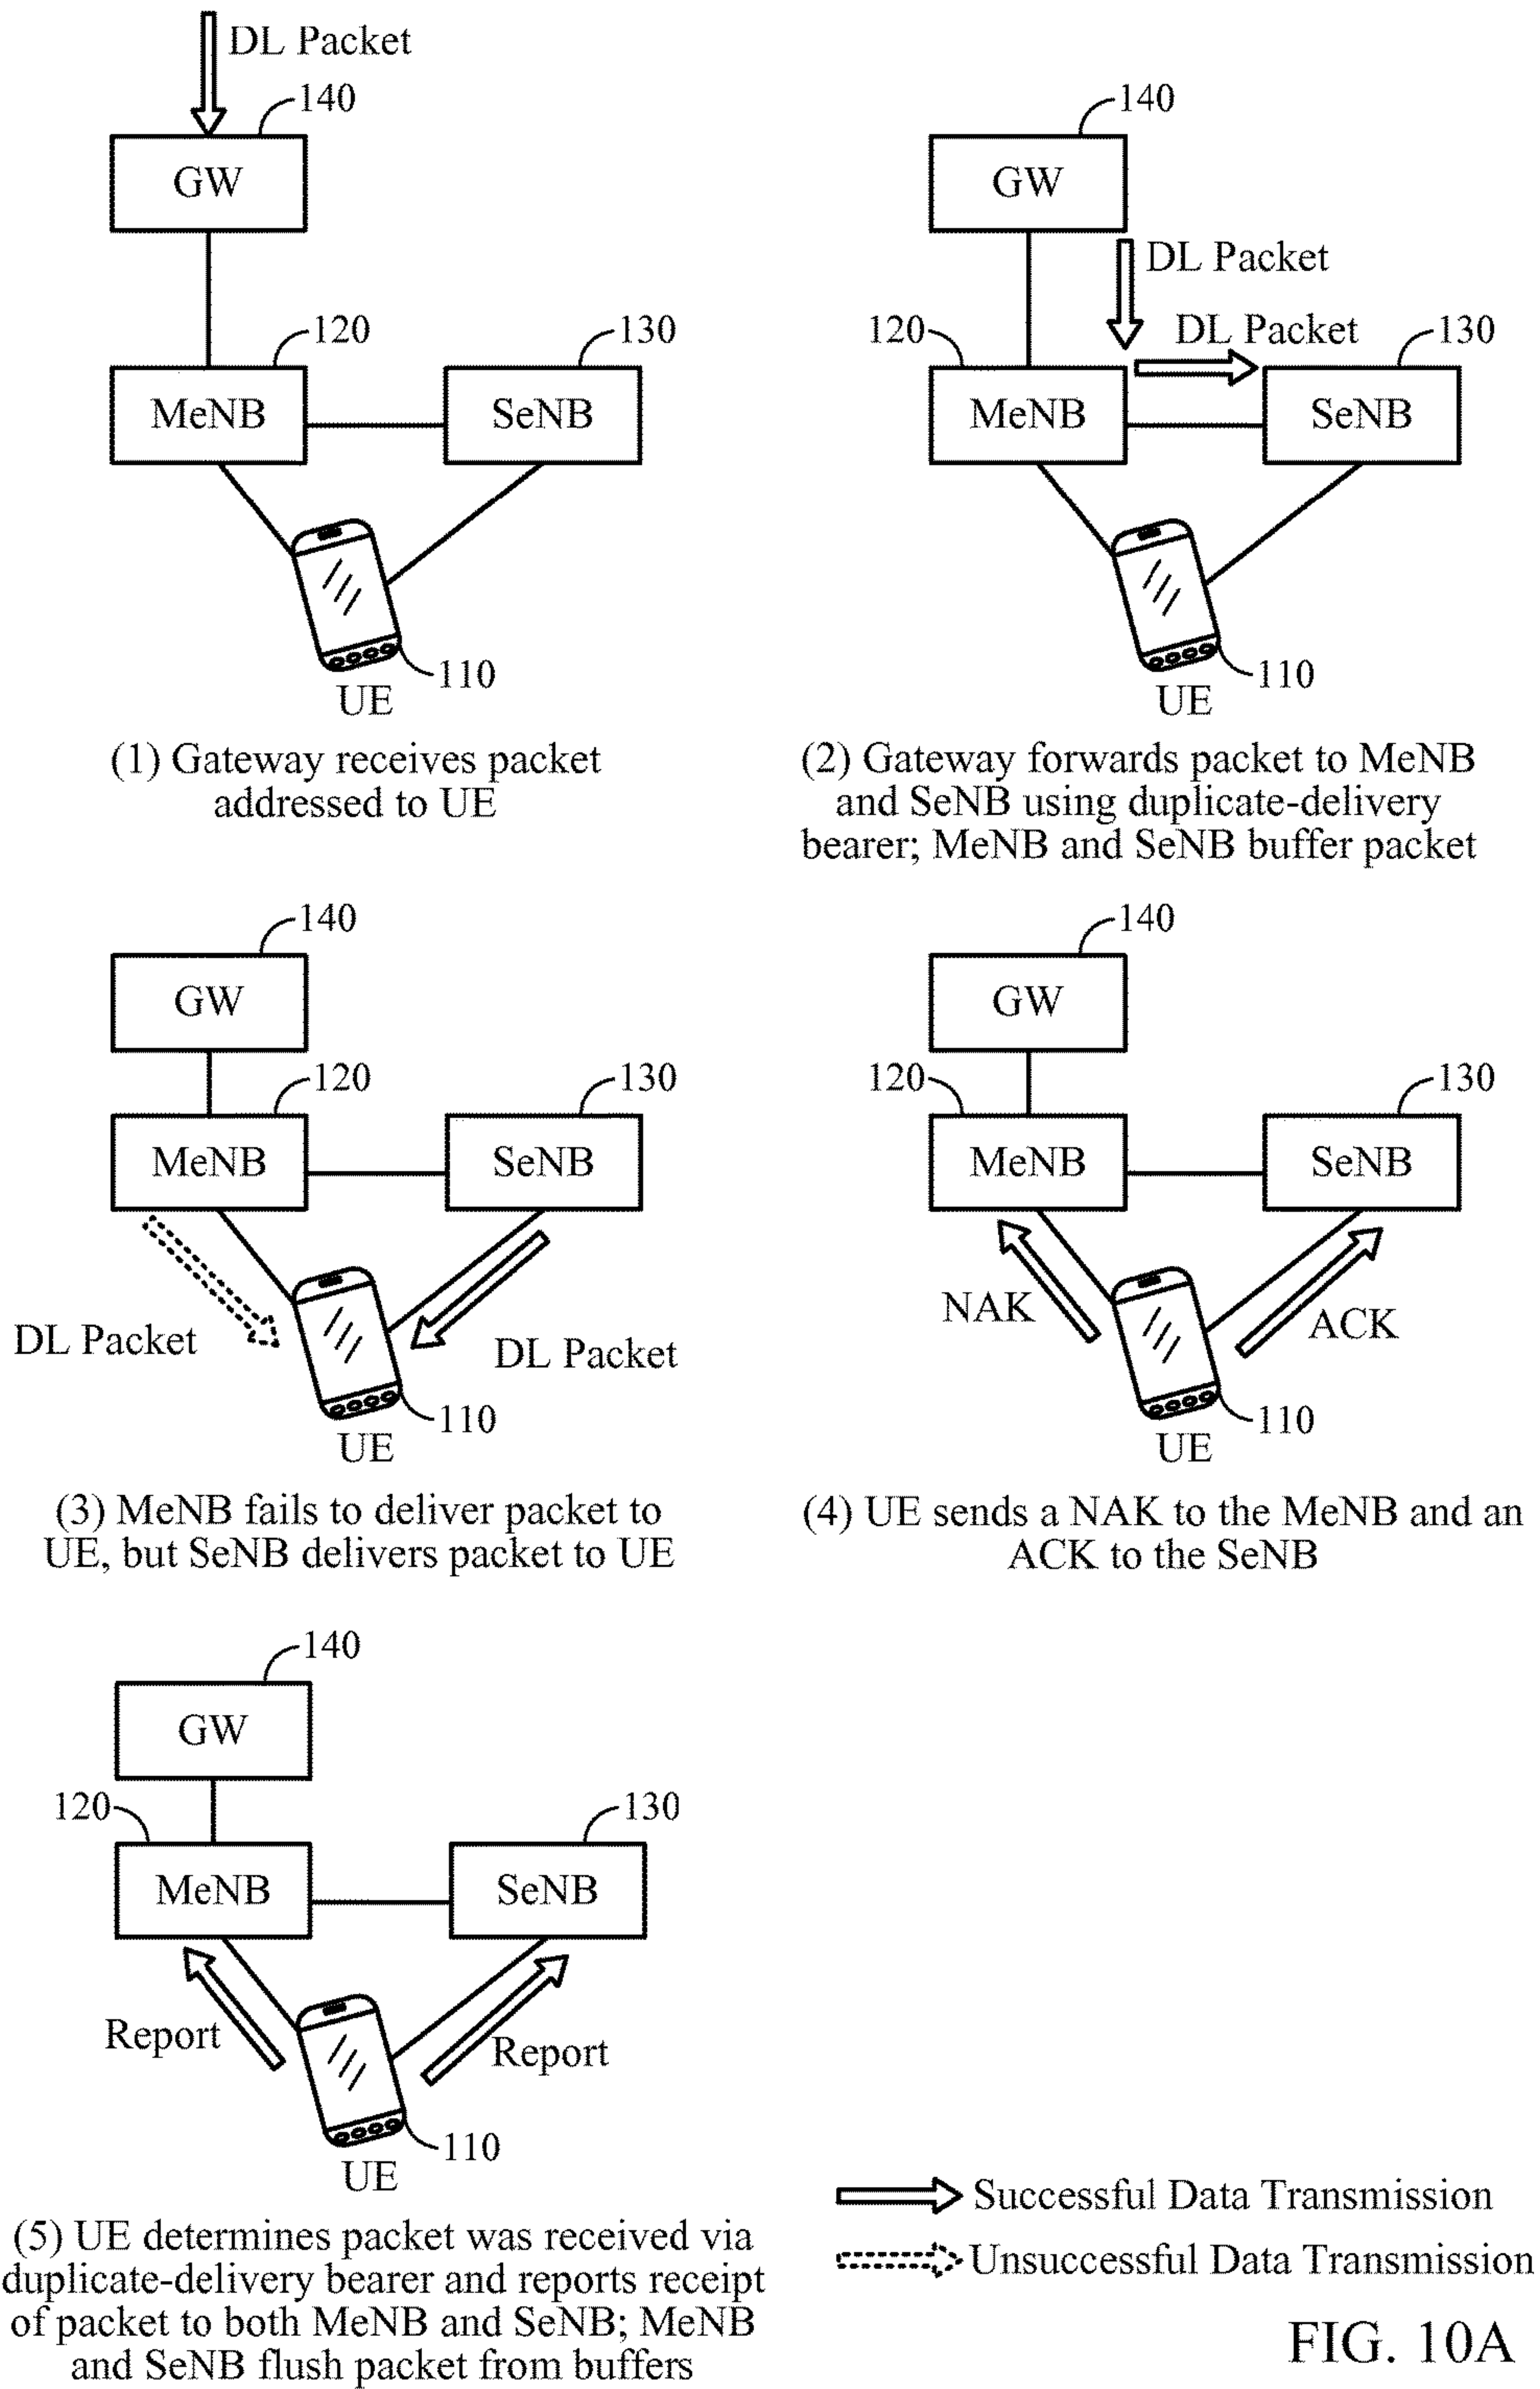 DL Packet
140
GW
120
130
MeNB
SeNB
110
UE
(1) Gateway receives packet
addressed to UE
140
GW
DL Packet
DL Packet
120
130
MeNB
SeNB
110
UE
(2) Gateway forwards packet to MeNB
and SeNB using duplicate-delivery
bearer; MeNB and SeNB buffer packet
140
GW
120
130
MeNB
SeNB
DL Packet
DL Packet
110
UE
(3) MeNB fails to deliver packet to
UE, but SeNB delivers packet to UE
140
GW
120
130
MeNB
SeNB
NAK
ACK
110
UE
(4) UE sends a NAK to the MeNB and an
ACK to the SeNB
140
GW
120
130
MeNB
SeNB
Report
Report
110
UE
(5) UE determines packet was received via
duplicate-delivery bearer and reports receipt
of packet to both MeNB and SeNB; MeNB
and SeNB flush packet from buffers
Successful Data Transmission
Unsuccessful Data Transmission
FIG. 10A